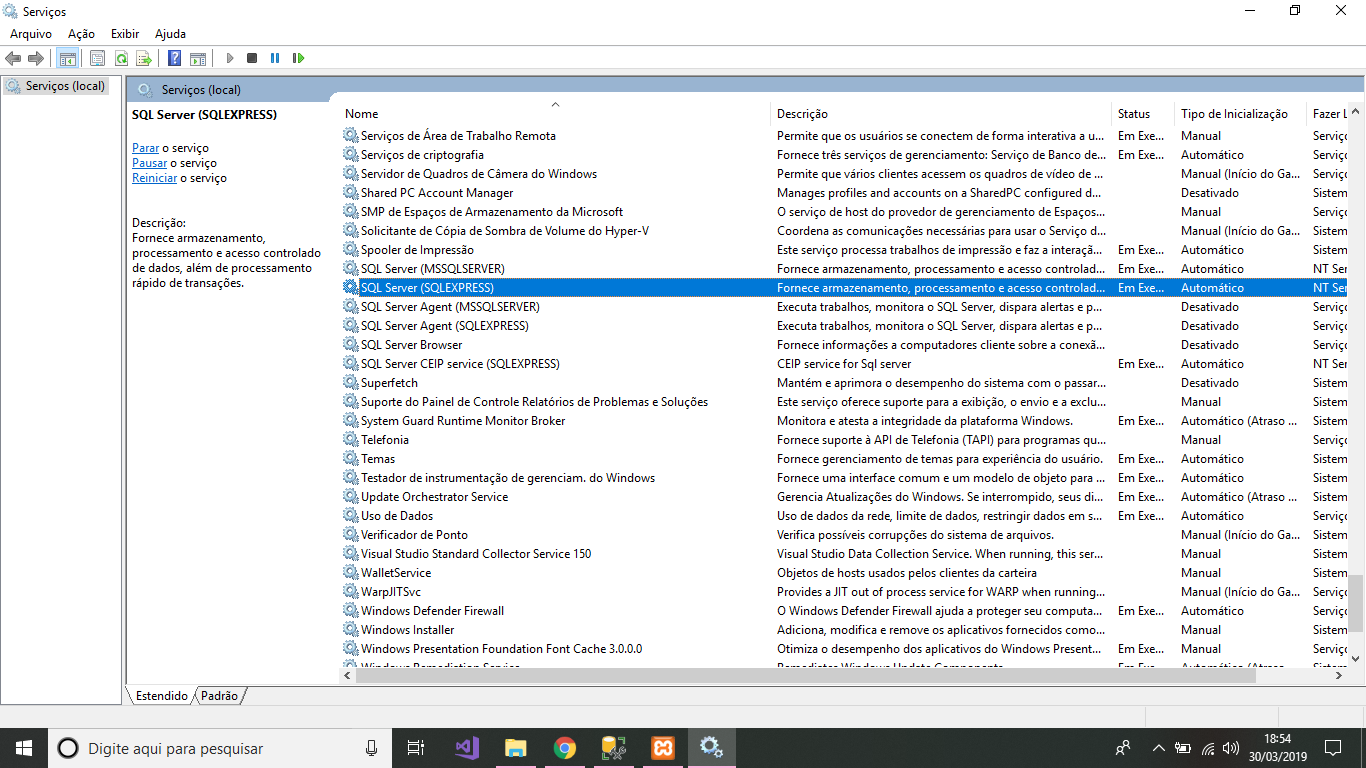 Serviços
Arquivo Ação Exibir Ajuda
Serviços (local)
Serviços (local)
SQL Server (SQLEXPRESS)
Parar o serviço
Pausar o serviço
Reiniciar o serviço
Descrição:
Fornece armazenamento,
processamento e acesso controlado
de dados, além de processamento
rápido de transações.
Nome Descrição Status Tipo de Inicialização Fazer L
Serviços de Área de Trabalho Remota Permite que os usuários se conectem de forma interativa a u... Em Exe... Manual Serviç
Serviços de criptografia Fornece três serviços de gerenciamento: Serviço de Banco de... Em Exe... Automático Serviç
Servidor de Quadros de Câmera do Windows Permite que vários clientes acessem os quadros de vídeo de ... Manual (Início do Ga... Serviç
Shared PC Account Manager Manages profiles and accounts on a SharedPC configured d... Desativado Sistem
SMP de Espaços de Armazenamento da Microsoft O serviço de host do provedor de gerenciamento de Espaços... Manual Serviç
Solicitante de Cópia de Sombra de Volume do Hyper-V Coordena as comunicações necessárias para usar o Serviço d... Manual (Início do Ga... Sistem
Spooler de Impressão Este serviço processa trabalhos de impressão e faz a interaçã... Em Exe... Automático Sistem
SQL Server (MSSQLSERVER) Fornece armazenamento, processamento e acesso controlad... Em Exe... Automático NT Ser
SQL Server (SQLEXPRESS) Fornece armazenamento, processamento e acesso controlad... Em Exe... Automático NT Ser
SQL Server Agent (MSSQLSERVER) Executa trabalhos, monitora o SQL Server, dispara alertas e p... Desativado Serviç
SQL Server Agent (SQLEXPRESS) Executa trabalhos, monitora o SQL Server, dispara alertas e p... Desativado Serviç
SQL Server Browser Fornece informações a computadores cliente sobre a conexã... Desativado Serviç
SQL Server CEIP service (SQLEXPRESS) CEIP service for Sql server Em Exe... Automático NT Ser
Superfetch Mantém e aprimora o desempenho do sistema com o passar... Desativado Sistem
Suporte do Painel de Controle Relatórios de Problemas e Soluções Este serviço oferece suporte para a exibição, o envio e a exclu... Manual Sistem
System Guard Runtime Monitor Broker Monitora e atesta a integridade da plataforma Windows. Em Exe... Automático (Atraso ... Sistem
Telefonia Fornece suporte à API de Telefonia (TAPI) para programas qu... Manual Serviç
Temas Fornece gerenciamento de temas para experiência do usuário. Em Exe... Automático Sistem
Testador de instrumentação de gerenciam. do Windows Fornece uma interface comum e um modelo de objeto para ... Em Exe... Automático Sistem
Update Orchestrator Service Gerencia Atualizações do Windows. Se interrompido, seus di... Em Exe... Automático (Atraso ... Sistem
Uso de Dados Uso de dados da rede, limite de dados, restringir dados em s... Em Exe... Automático Serviç
Verificador de Ponto Verifica possíveis corrupções do sistema de arquivos. Manual (Início do Ga... Sistem
Visual Studio Standard Collector Service 150 Visual Studio Data Collection Service. When running, this ser... Manual Sistem
WalletService Objetos de hosts usados pelos clientes da carteira Manual Sistem
WarpJITSvc Provides a JIT out of process service for WARP when running... Manual (Início do Ga... Serviç
Windows Defender Firewall O Windows Defender Firewall ajuda a proteger seu computa... Em Exe... Automático Serviç
Windows Installer Adiciona, modifica e remove os aplicativos fornecidos como... Manual Sistem
Windows Presentation Foundation Font Cache 3.0.0.0 Otimiza o desempenho dos aplicativos do Windows Present... Em Exe... Manual Serviç
Estendido Padrão
Digite aqui para pesquisar
18:54
30/03/2019